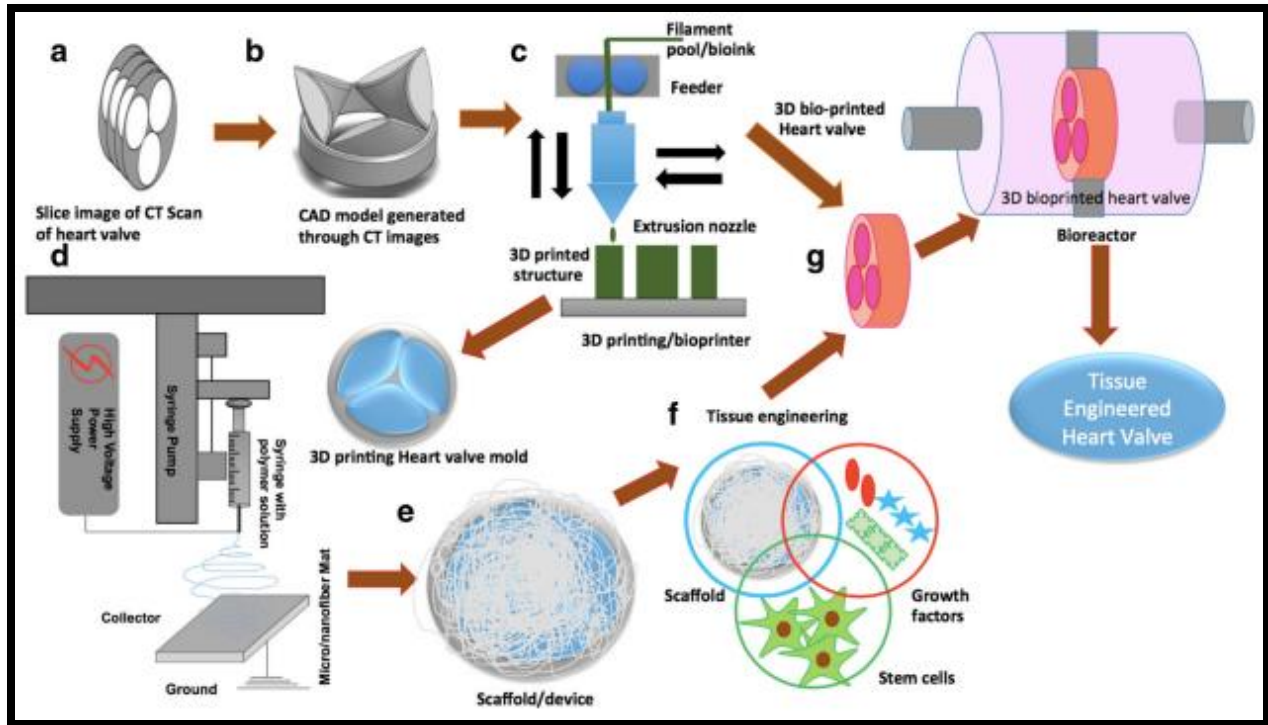 a
Slice image of CT Scan
of heart valve
b
CAD model generated
through CT images
c
Filament
pool/bioink
Feeder
Extrusion nozzle
3D printed
structure
3D printing/bioprinter
3D printing Heart valve mold
d
High Voltage
Power
Supply
Syringe Pump
Syringe with
polymer solution
Collector
Ground
Micro/nanofiber Mat
e
Scaffold/device
f
Tissue engineering
Scaffold
Growth
factors
Stem cells
g
3D bio-printed
Heart valve
3D bioprinted heart valve
Bioreactor
Tissue
Engineered
Heart Valve